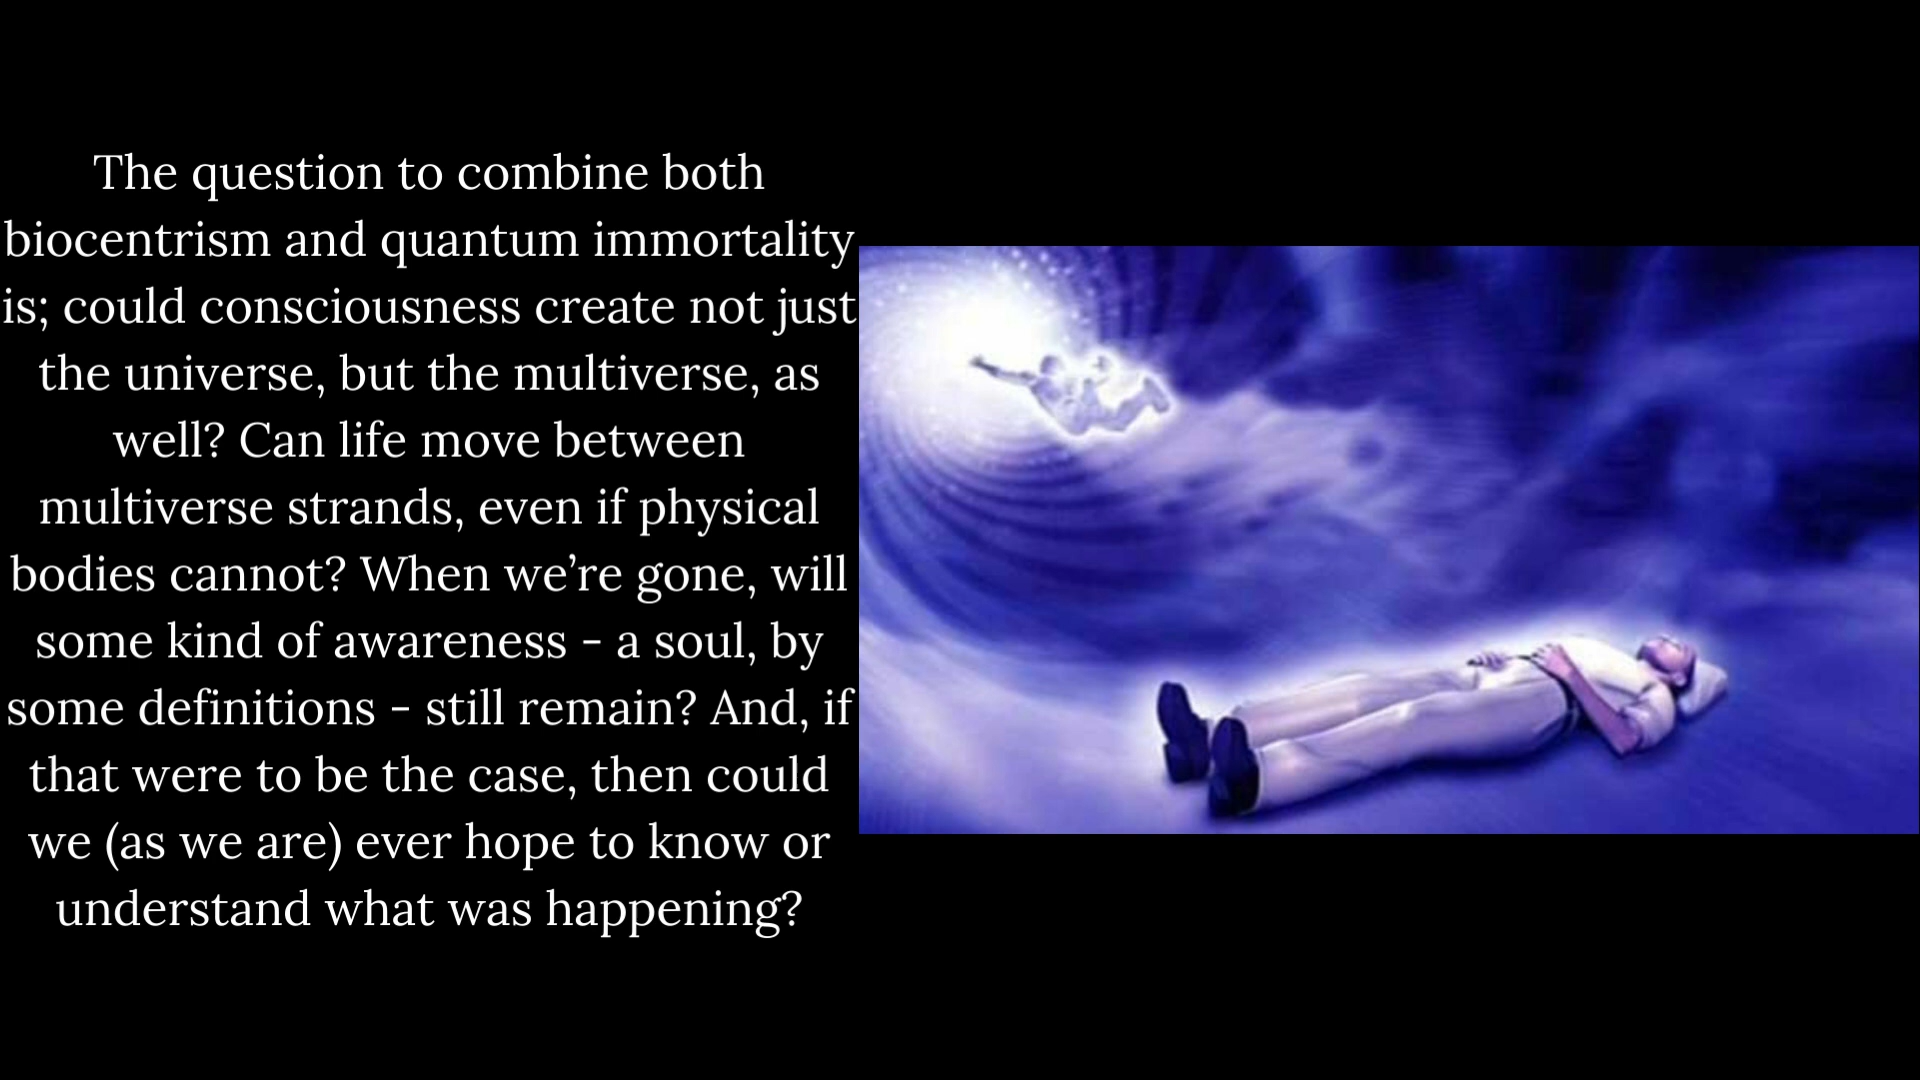 The question to combine both
biocentrism and quantum immortality
is; could consciousness create not just
the universe, but the multiverse, as
well? Can life move between
multiverse strands, even if physical
bodies cannot? When we’re gone, will
some kind of awareness - a soul, by
some definitions - still remain? And, if
that were to be the case, then could
we (as we are) ever hope to know or
understand what was happening?